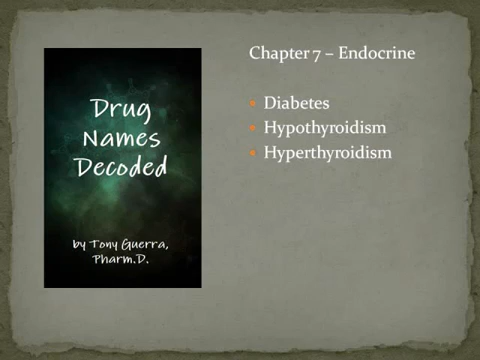 Drug
Names
Decoded
by Tony Guerra,
Pharm.D.
Chapter 7 – Endocrine
Diabetes
Hypothyroidism
Hyperthyroidism